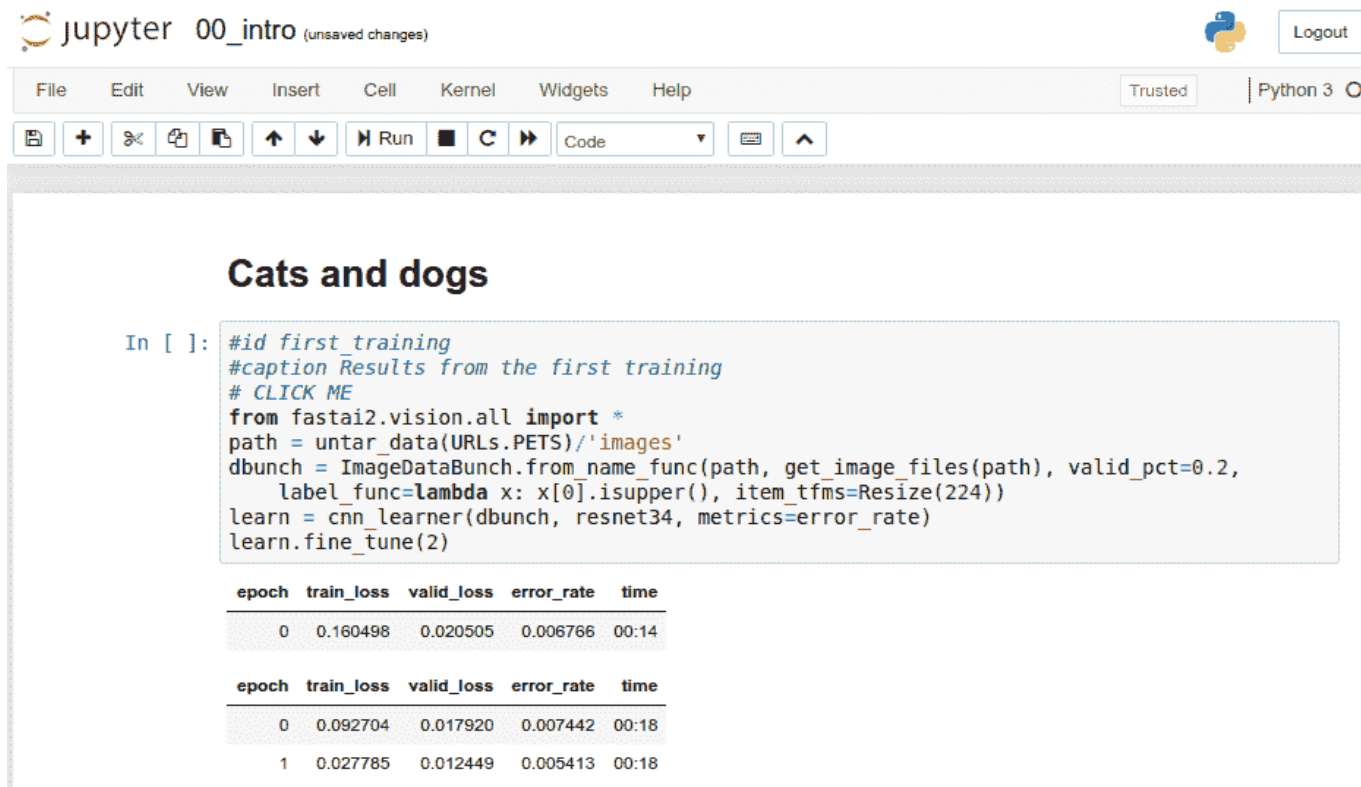 jupyter 00_intro (unsaved changes) Logout
File Edit View Insert Cell Kernel Widgets Help Trusted Python 3
Run Code
Cats and dogs
In [ ]: #id first_training
#caption Results from the first training
# CLICK ME
from fastai2.vision.all import *
path = untar_data(URLs.PETS)/'images'
dbunch = ImageDataBunch.from_name_func(path, get_image_files(path), valid_pct=0.2,
    label_func=lambda x: x[0].isupper(), item_tfms=Resize(224))
learn = cnn_learner(dbunch, resnet34, metrics=error_rate)
learn.fine_tune(2)
epoch train_loss valid_loss error_rate time
0 0.160498 0.020505 0.006766 00:14
epoch train_loss valid_loss error_rate time
0 0.092704 0.017920 0.007442 00:18
1 0.027785 0.012449 0.005413 00:18